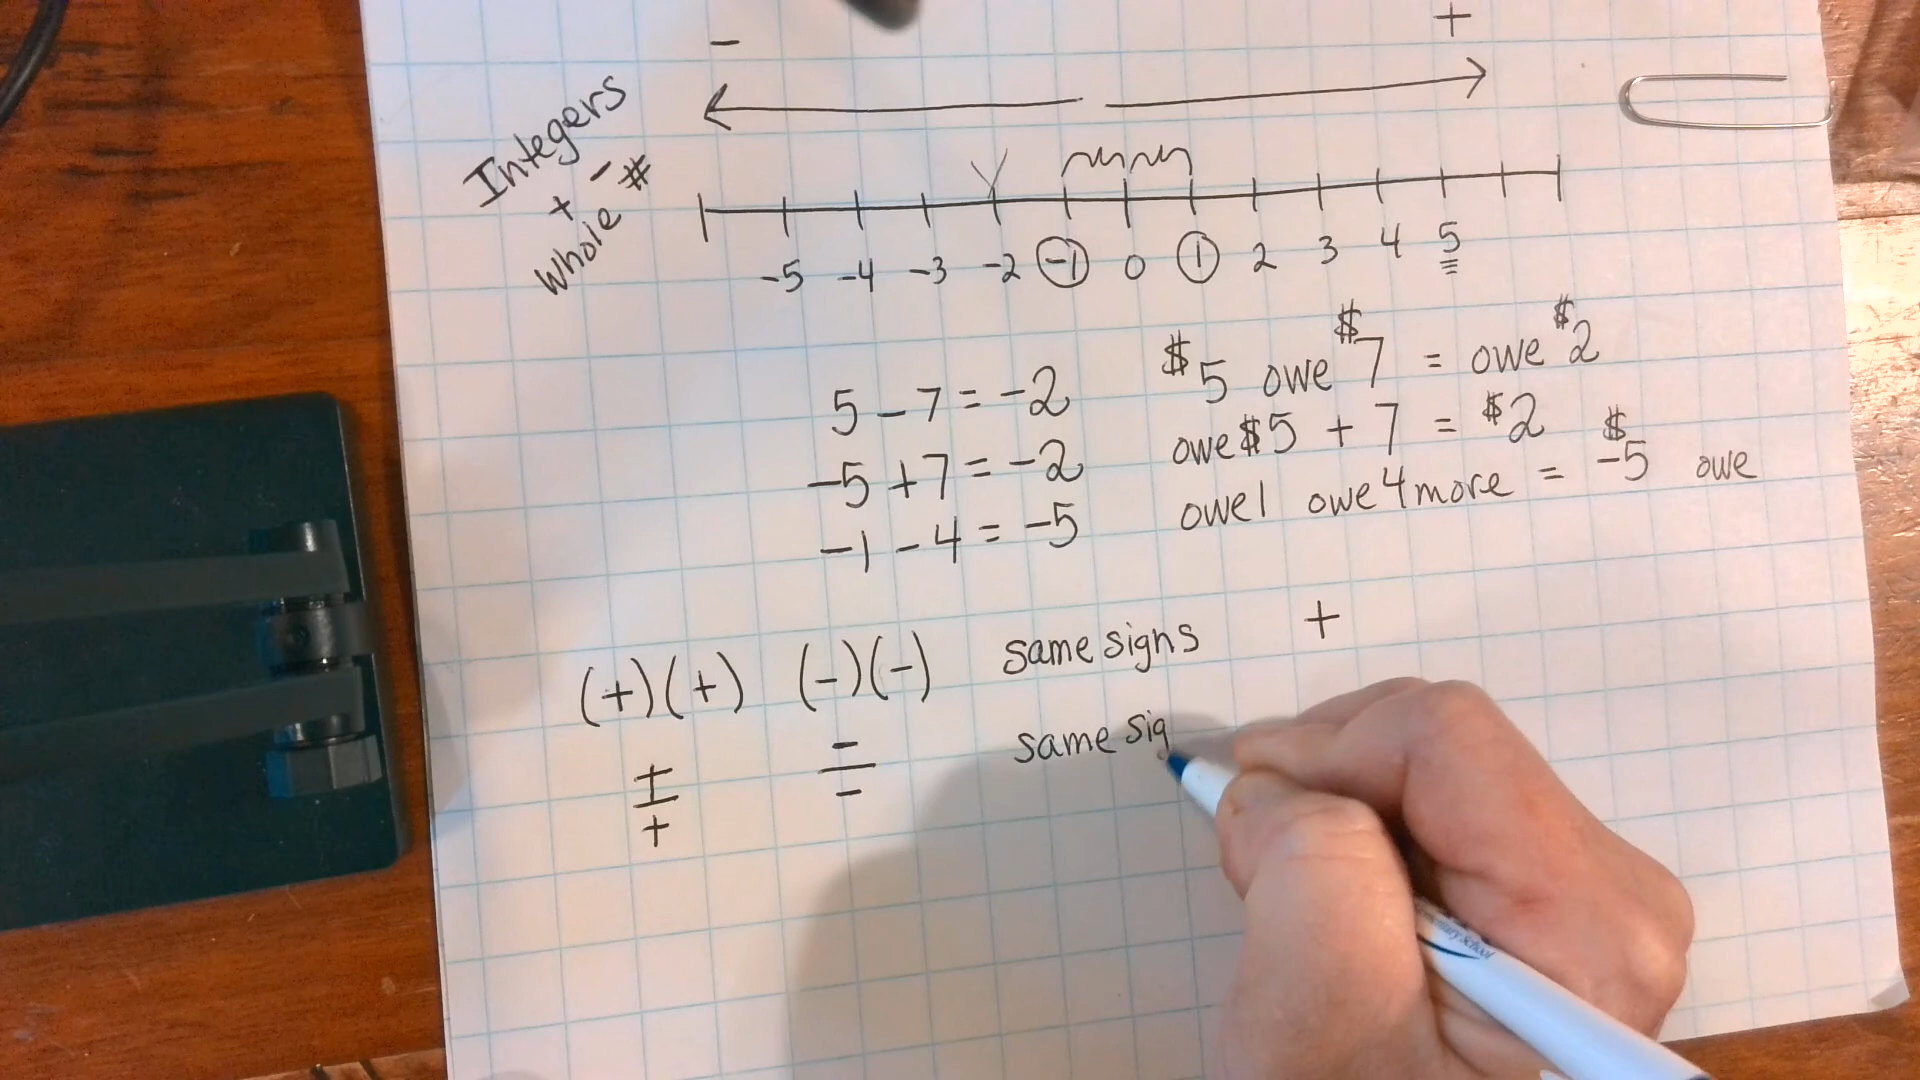 - +
Integers
+ -
Whole #
-5 -4 -3 -2 -1 0 1 2 3 4 5
5 - 7 = -2 $5 owe $7 = owe $2
-5 + 7 = -2 owe $5 + 7 = $2
-1 - 4 = -5 owe 1 owe 4 more = $-5 owe
(+)(+) (-)(-) same signs +
+/+ -/- same sig
School